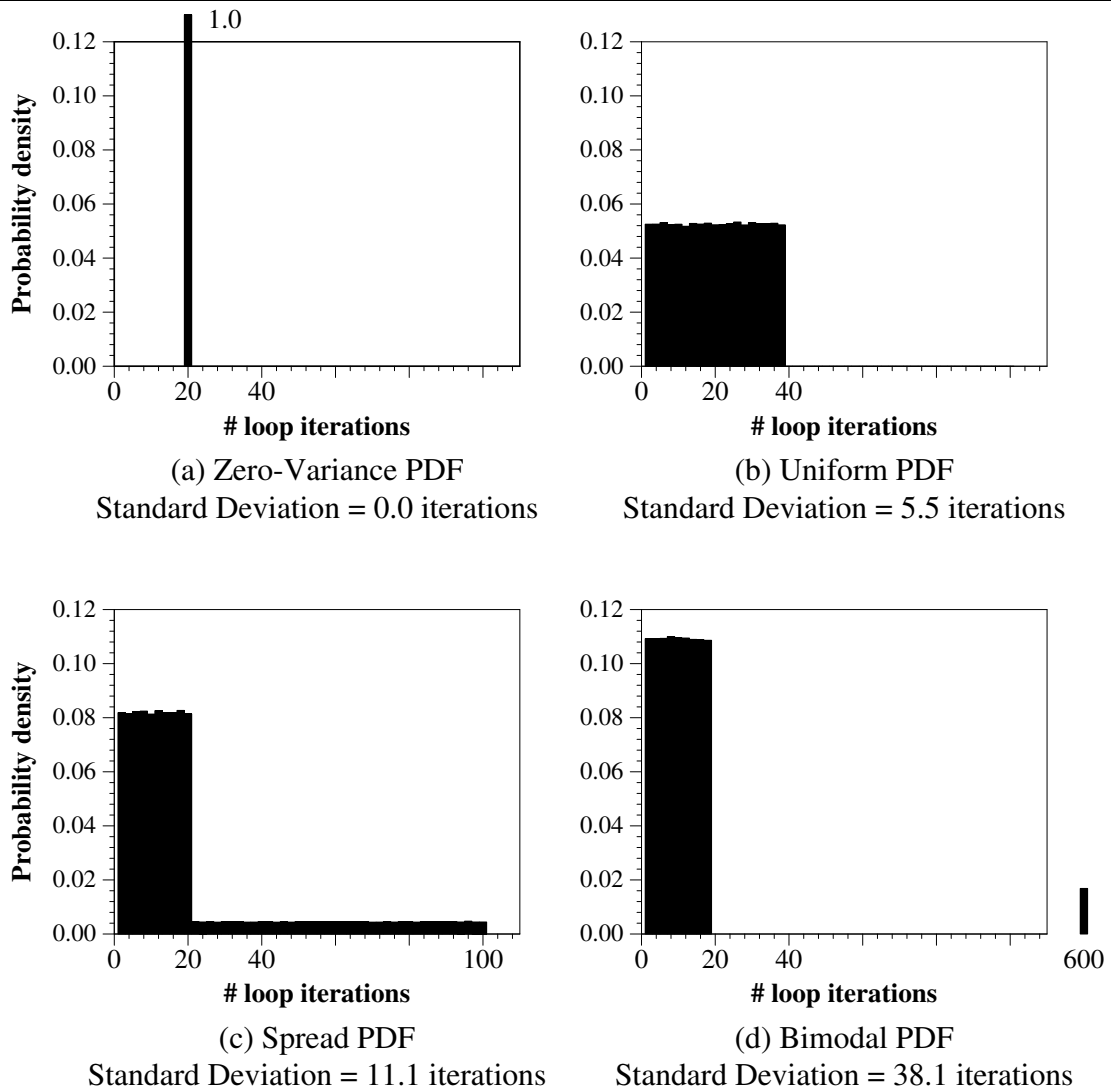 1.0
0.12
0.10
0.08
0.06
0.04
0.02
0.00
Probability density
0 20 40
# loop iterations
(a) Zero-Variance PDF
Standard Deviation = 0.0 iterations
0.12
0.10
0.08
0.06
0.04
0.02
0.00
0 20 40
# loop iterations
(b) Uniform PDF
Standard Deviation = 5.5 iterations
0.12
0.10
0.08
0.06
0.04
0.02
0.00
Probability density
0 20 40 100
# loop iterations
(c) Spread PDF
Standard Deviation = 11.1 iterations
0.12
0.10
0.08
0.06
0.04
0.02
0.00
0 20 40 600
# loop iterations
(d) Bimodal PDF
Standard Deviation = 38.1 iterations